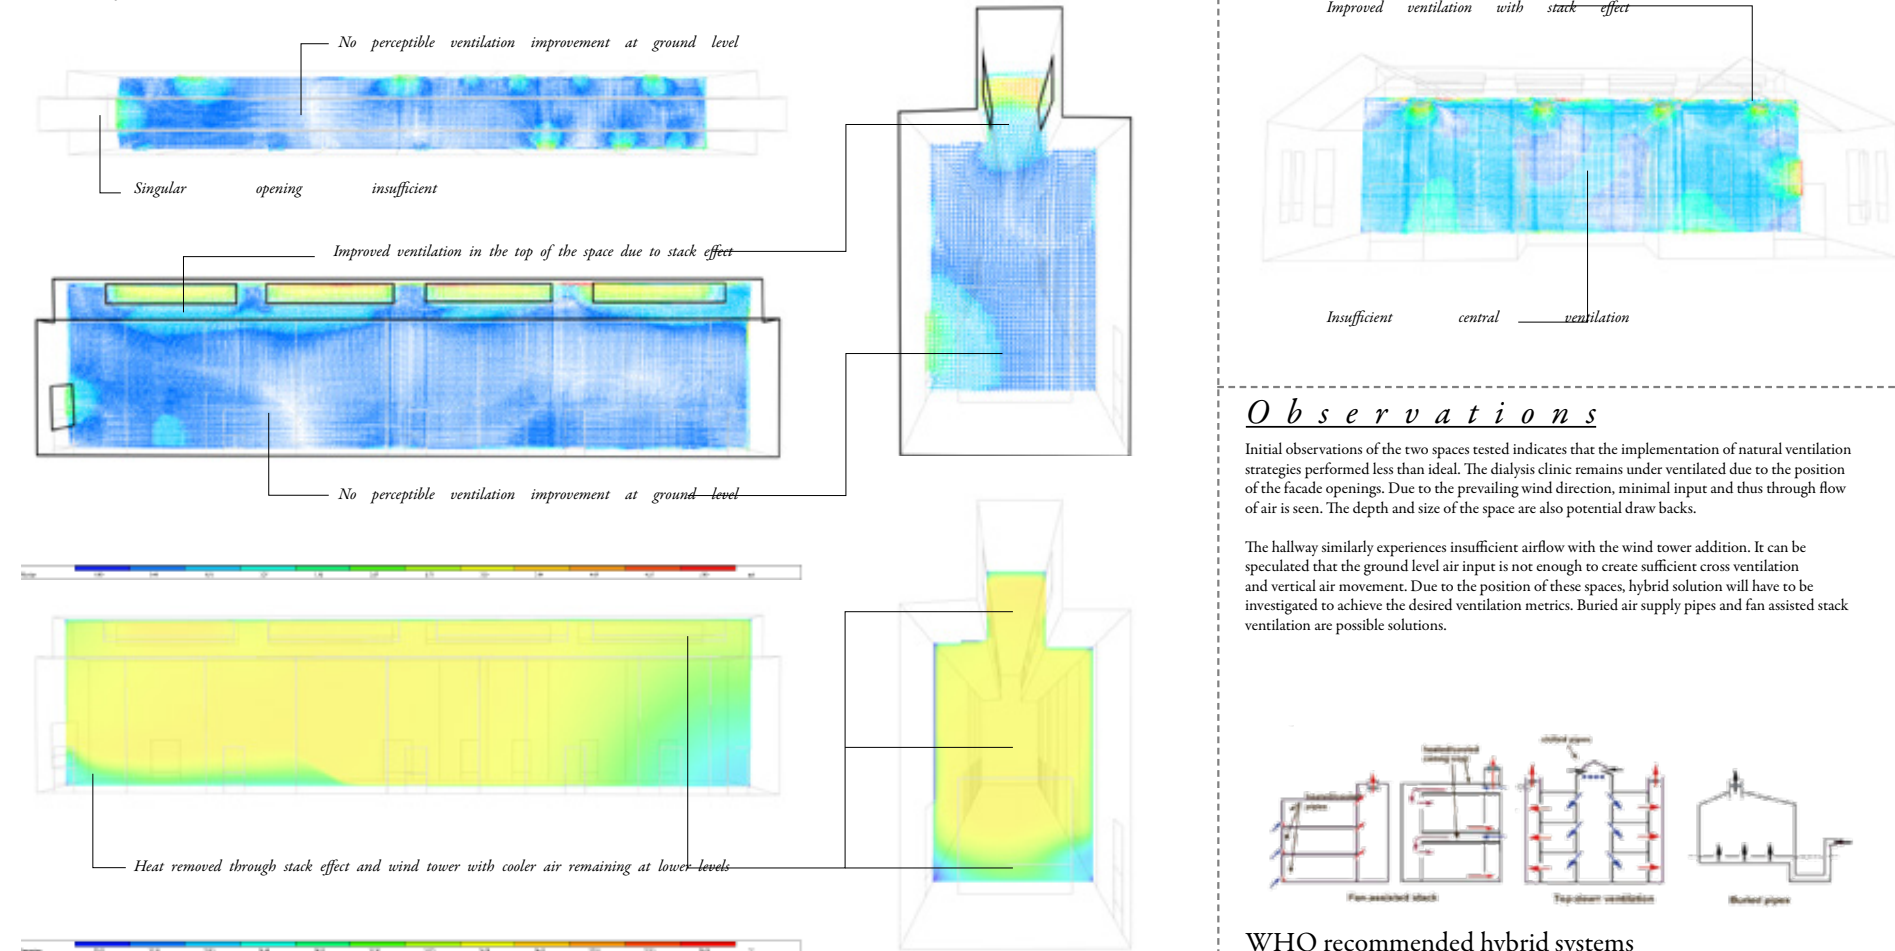 No perceptible ventilation improvement at ground level
Singular opening insufficient
Improved ventilation in the top of the space due to stack effect
No perceptible ventilation improvement at ground level
Heat removed through stack effect and wind tower with cooler air remaining at lower levels
Improved ventilation with stack effect
Insufficient central ventilation
Observations
Initial observations of the two spaces tested indicates that the implementation of natural ventilation
strategies performed less than ideal. The dialysis clinic remains under ventilated due to the position
of the facade openings. Due to the prevailing wind direction, minimal input and thus through flow
of air is seen. The depth and size of the space are also potential draw backs.
The hallway similarly experiences insufficient airflow with the wind tower addition. It can be
speculated that the ground level air input is not enough to create sufficient cross ventilation
and vertical air movement. Due to the position of these spaces, hybrid solution will have to be
investigated to achieve the desired ventilation metrics. Buried air supply pipes and fan assisted stack
ventilation are possible solutions.
chilled pipes
Fan-assisted stack
Top-down ventilation
Buried pipes
WHO recommended hybrid systems